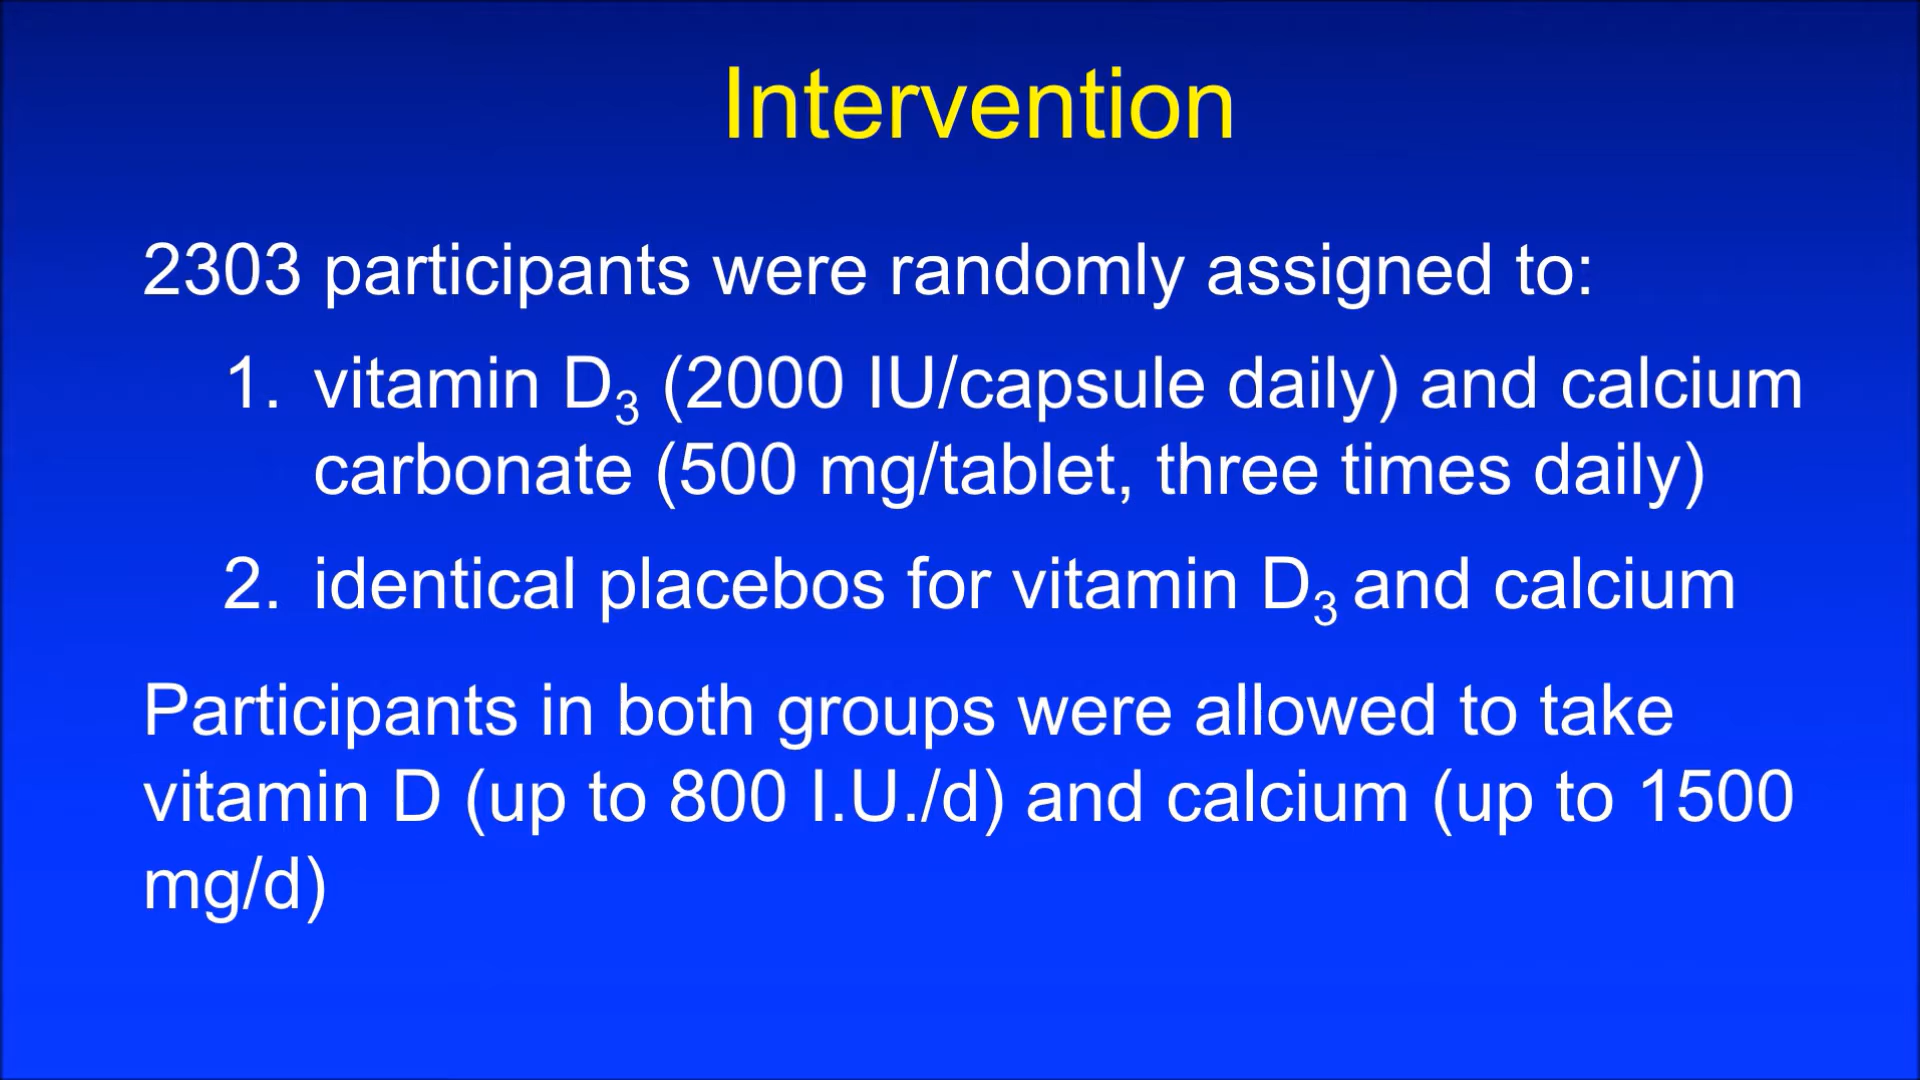 Intervention
2303 participants were randomly assigned to:
1. vitamin D₃ (2000 IU/capsule daily) and calcium
carbonate (500 mg/tablet, three times daily)
2. identical placebos for vitamin D₃ and calcium
Participants in both groups were allowed to take
vitamin D (up to 800 I.U./d) and calcium (up to 1500
mg/d)